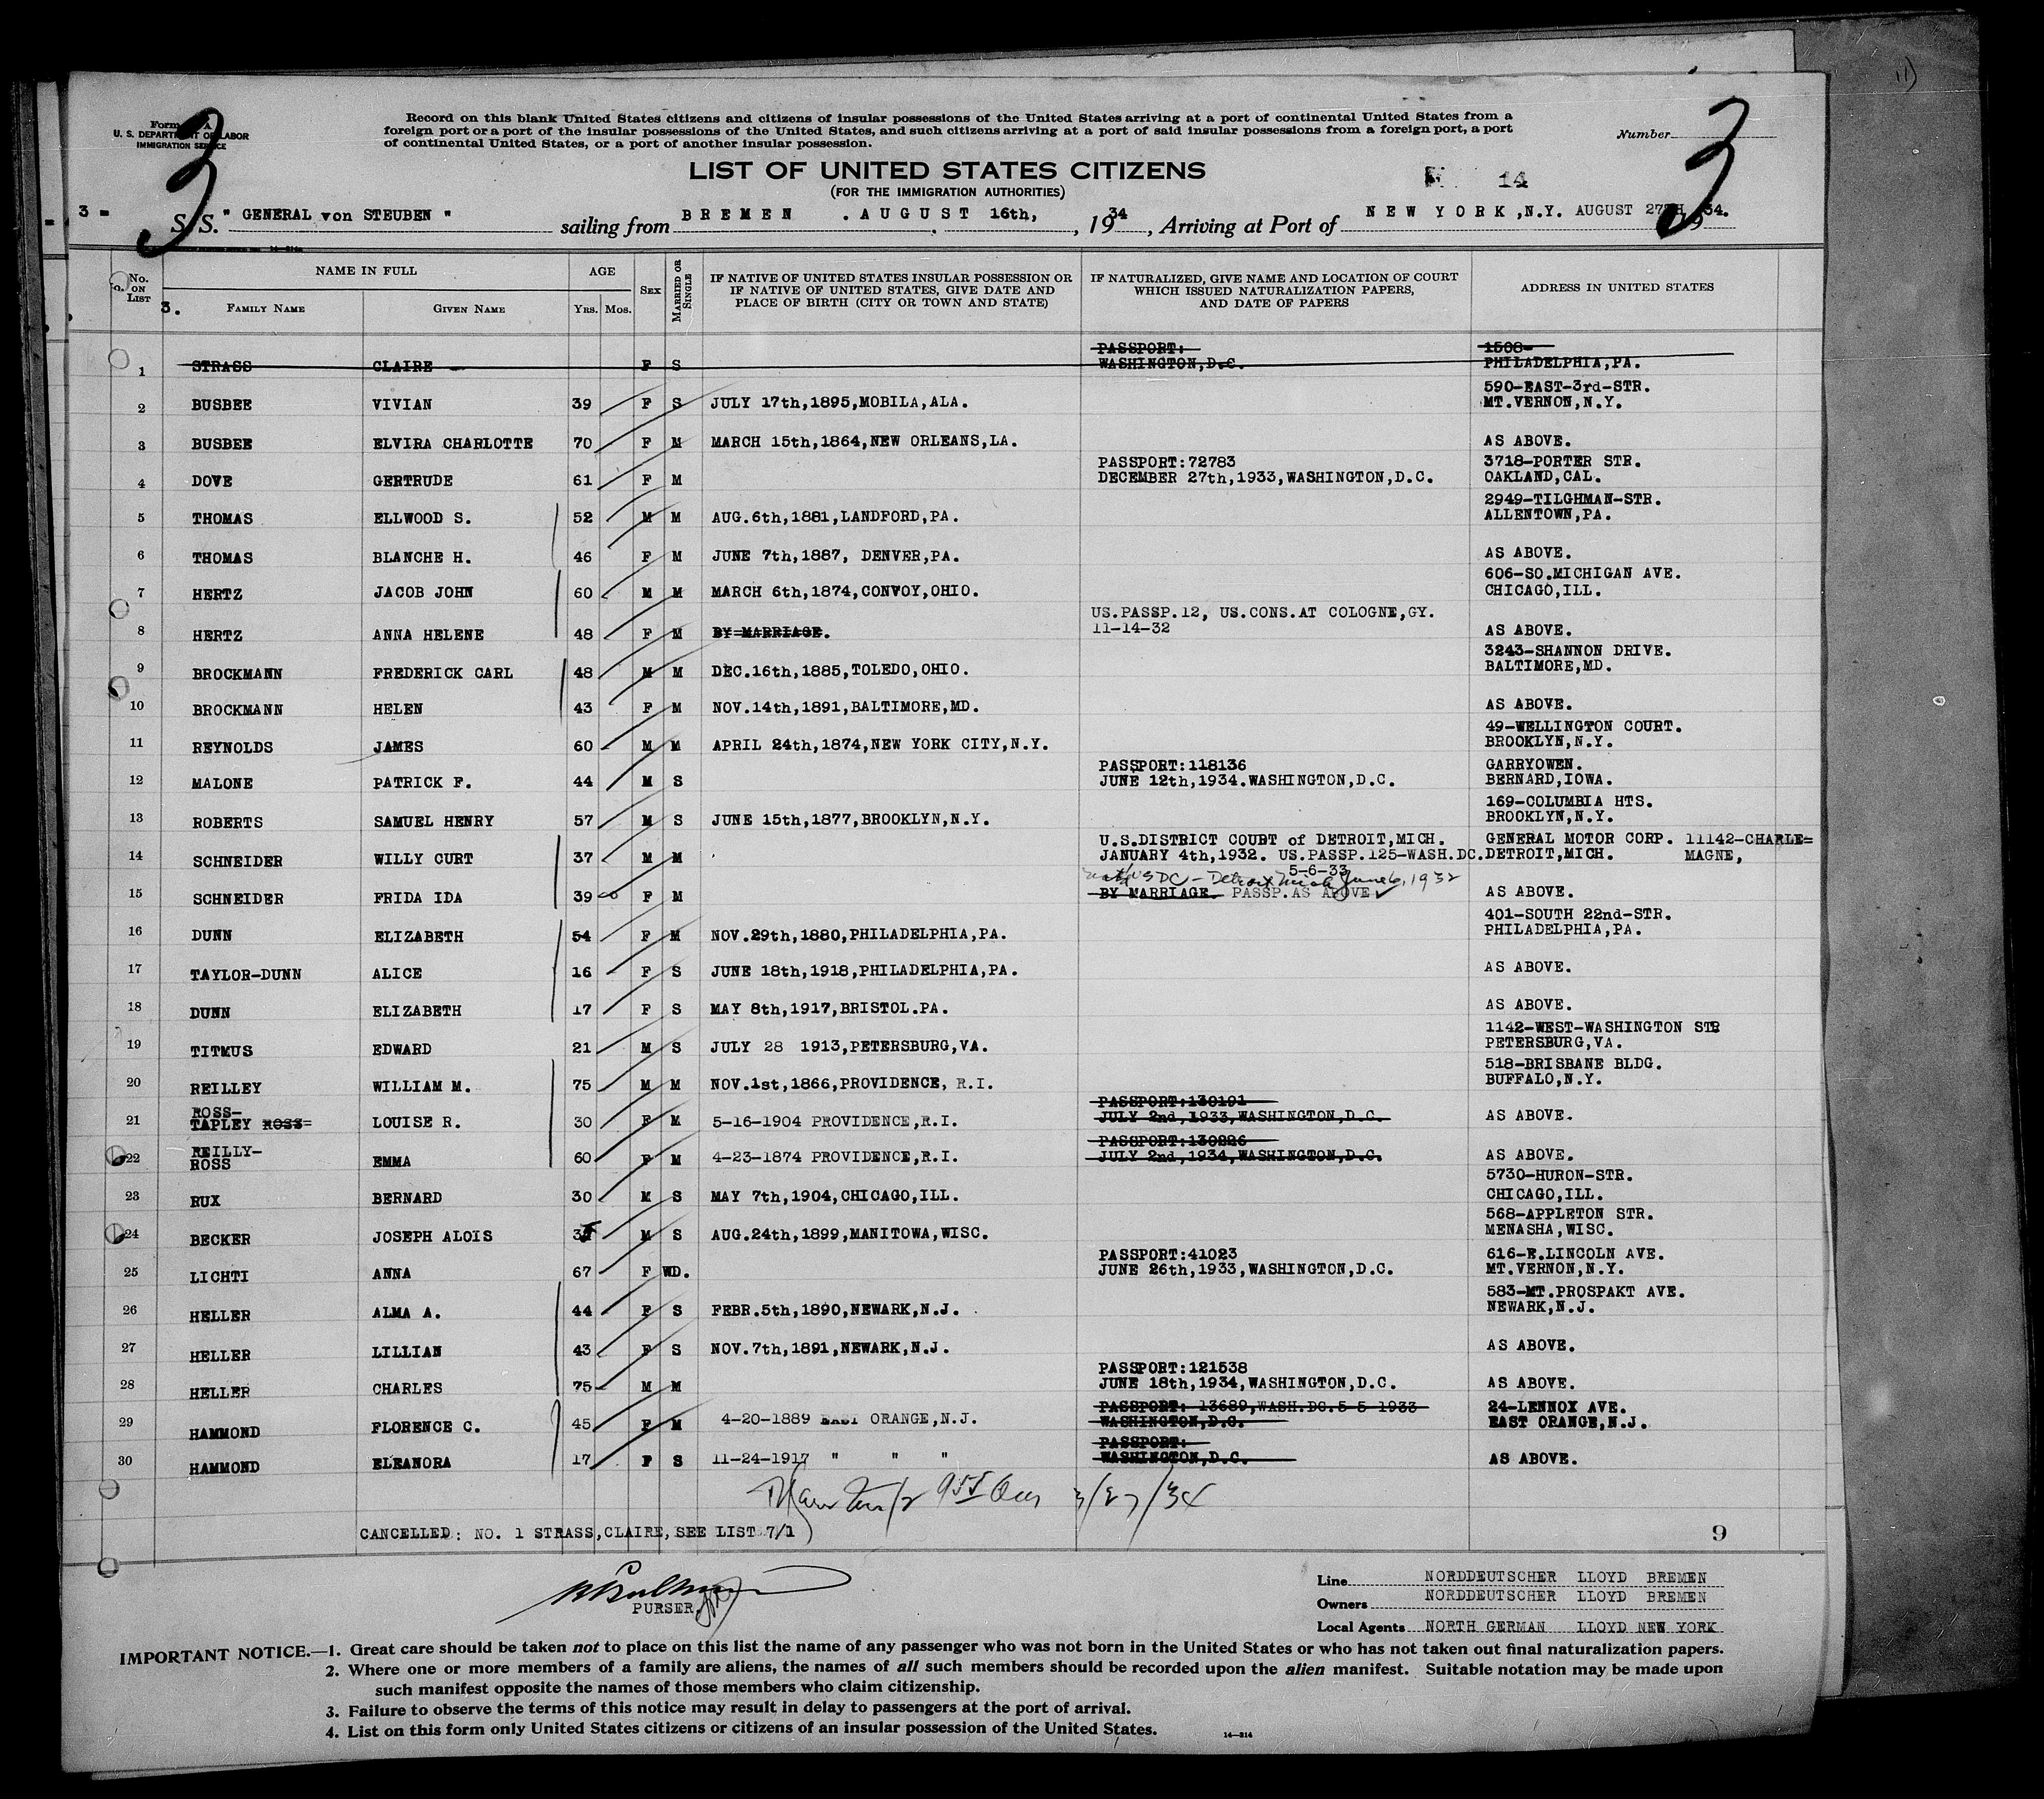 Form A
U. S. DEPARTMENT OF LABOR
IMMIGRATION SERVICE
3
Record on this blank United States citizens and citizens of insular possessions of the United States arriving at a port of continental United States from a
foreign port or a port of the insular possessions of the United States, and such citizens arriving at a port of said insular possessions from a foreign port, a port
of continental United States, or a port of another insular possession.
Number
3
LIST OF UNITED STATES CITIZENS
(FOR THE IMMIGRATION AUTHORITIES)
14
3 - S. S. " GENERAL von STEUBEN " sailing from BREMEN . AUGUST 16th, , 1934 , Arriving at Port of NEW YORK, N.Y. AUGUST 27TH 1934.
No. ON LIST
NAME IN FULL
AGE
SEX
MARRIED OR SINGLE
IF NATIVE OF UNITED STATES INSULAR POSSESSION OR
IF NATIVE OF UNITED STATES, GIVE DATE AND
PLACE OF BIRTH (CITY OR TOWN AND STATE)
IF NATURALIZED, GIVE NAME AND LOCATION OF COURT
WHICH ISSUED NATURALIZATION PAPERS,
AND DATE OF PAPERS
ADDRESS IN UNITED STATES
3. FAMILY NAME GIVEN NAME YRS. MOS.
PASSPORT: 1508-
1 STRASS CLAIRE F S WASHINGTON,D.C. PHILADELPHIA,PA.
590-EAST-3rd-STR.
2 BUSBEE VIVIAN 39 F S JULY 17th,1895,MOBILA,ALA. MT.VERNON,N.Y.
3 BUSBEE ELVIRA CHARLOTTE 70 F M MARCH 15th,1864,NEW ORLEANS,LA. AS ABOVE.
PASSPORT:72783 3718-PORTER STR.
4 DOVE GERTRUDE 61 F M DECEMBER 27th,1933,WASHINGTON,D.C. OAKLAND,CAL.
2949-TILGHMAN-STR.
5 THOMAS ELLWOOD S. 52 M M AUG.6th,1881,LANDFORD,PA. ALLENTOWN,PA.
6 THOMAS BLANCHE H. 46 F M JUNE 7th,1887, DENVER,PA. AS ABOVE.
606-SO.MICHIGAN AVE.
7 HERTZ JACOB JOHN 60 M M MARCH 6th,1874,CONVOY,OHIO. CHICAGO,ILL.
US.PASSP.12, US.CONS.AT COLOGNE,GY.
8 HERTZ ANNA HELENE 48 F M BY=MARRIAGE. 11-14-32 AS ABOVE.
3243-SHANNON DRIVE.
9 BROCKMANN FREDERICK CARL 48 M M DEC.16th,1885,TOLEDO,OHIO. BALTIMORE,MD.
10 BROCKMANN HELEN 43 F M NOV.14th,1891,BALTIMORE,MD. AS ABOVE.
49-WELLINGTON COURT.
11 REYNOLDS JAMES 60 M M APRIL 24th,1874,NEW YORK CITY,N.Y. BROOKLYN,N.Y.
PASSPORT:118136 GARRYOWEN.
12 MALONE PATRICK F. 44 M S JUNE 12th,1934.WASHINGTON,D.C. BERNARD,IOWA.
169-COLUMBIA HTS.
13 ROBERTS SAMUEL HENRY 57 M S JUNE 15th,1877,BROOKLYN,N.Y. BROOKLYN,N.Y.
U.S.DISTRICT COUBT of DETROIT,MICH. GENERAL MOTOR CORP. 11142-CHARLE=
14 SCHNEIDER WILLY CURT 37 M M JANUARY 4th,1932. US.PASSP.125-WASH.DC. DETROIT,MICH. MAGNE,
5-6-33
USDC - Detroit Mich June 6, 1932
15 SCHNEIDER FRIDA IDA 39 F M BY MARRIAGE. PASSP.AS ABOVE AS ABOVE.
401-SOUTH 22nd-STR.
16 DUNN ELIZABETH 54 F M NOV.29th,1880,PHILADELPHIA,PA. PHILADELPHIA,PA.
17 TAYLOR-DUNN ALICE 16 F S JUNE 18th,1918,PHILADELPHIA,PA. AS ABOVE.
18 DUNN ELIZABETH 17 F S MAY 8th,1917,BRISTOL.PA. AS ABOVE.
1142-WEST-WASHINGTON STR
19 TITMUS EDWARD 21 M S JULY 28 1913,PETERSBURG,VA. PETERSBURG,VA.
518-BRISBANE BLDG.
20 REILLEY WILLIAM M. 75 M M NOV.1st,1866,PROVIDENCE, R.I. BUFFALO,N.Y.
ROSS- PASSPORT:130191
21 TAPLEY ROSS= LOUISE R. 30 F M 5-16-1904 PROVIDENCE,R.I. JULY 2nd,1933,WASHINGTON,D.C. AS ABOVE.
REILLY- PASSPORT:130226
22 ROSS EMMA 60 F M 4-23-1874 PROVIDENCE,R.I. JULY 2nd,1934,WASHINGTON,D.C. AS ABOVE.
5730-HURON-STR.
23 RUX BERNARD 30 M S MAY 7th,1904,CHICAGO,ILL. CHICAGO,ILL.
568-APPLETON STR.
24 BECKER JOSEPH ALOIS M S AUG.24th,1899,MANITOWA,WISC. MENASHA,WISC.
PASSPORT:41023 616-E.LINCOLN AVE.
25 LICHTI ANNA 67 F WD. JUNE 26th,1933,WASHINGTON,D.C. MT.VERNON,N.Y.
583-MT.PROSPAKT AVE.
26 HELLER ALMA A. 44 F S FEBR.5th,1890,NEWARK,N.J. NEWARK,N.J.
27 HELLER LILLIAN 43 F S NOV.7th,1891,NEWARK,N.J. AS ABOVE.
PASSPORT:121538
28 HELLER CHARLES 75 M M JUNE 18th,1934,WASHINGTON,D.C. AS ABOVE.
PASSPORT: 13689,WASH.DC.5-5-1933 24-LENNOX AVE.
29 HAMMOND FLORENCE C. 45 F M 4-20-1889 EAST ORANGE,N.J. WASHINGTON,D.C. EAST ORANGE,N.J.
PASSPORT:
30 HAMMOND ELEANORA 17 F S 11-24-1917 " " " WASHINGTON,D.C. AS ABOVE.
CANCELLED: NO. 1 STRASS,CLAIRE, SEE LIST 7/1
9
PURSER.
Line NORDDEUTSCHER LLOYD BREMEN
Owners NORDDEUTSCHER LLOYD BREMEN
Local Agents NORTH GERMAN LLOYD NEW YORK
IMPORTANT NOTICE.—1. Great care should be taken not to place on this list the name of any passenger who was not born in the United States or who has not taken out final naturalization papers.
2. Where one or more members of a family are aliens, the names of all such members should be recorded upon the alien manifest. Suitable notation may be made upon
such manifest opposite the names of those members who claim citizenship.
3. Failure to observe the terms of this notice may result in delay to passengers at the port of arrival.
4. List on this form only United States citizens or citizens of an insular possession of the United States.
14—214